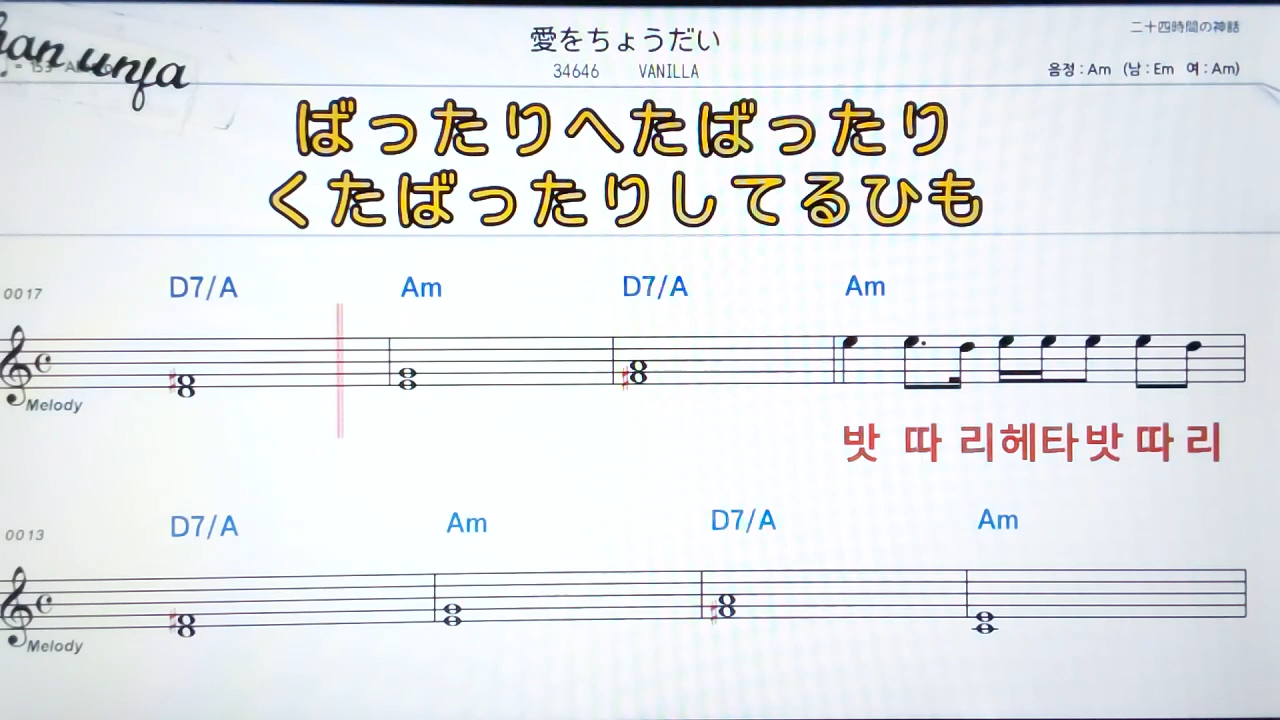 愛をちょうだい
二十四時間の神話
34646 VANILLA
음정 : Am (남 : Em 여 : Am)
ばったりへたばったり
くたばったりしてるひも
0017 D7/A Am D7/A Am
Melody
밧 따 리헤타밧 따 리
0013 D7/A Am D7/A Am
Melody